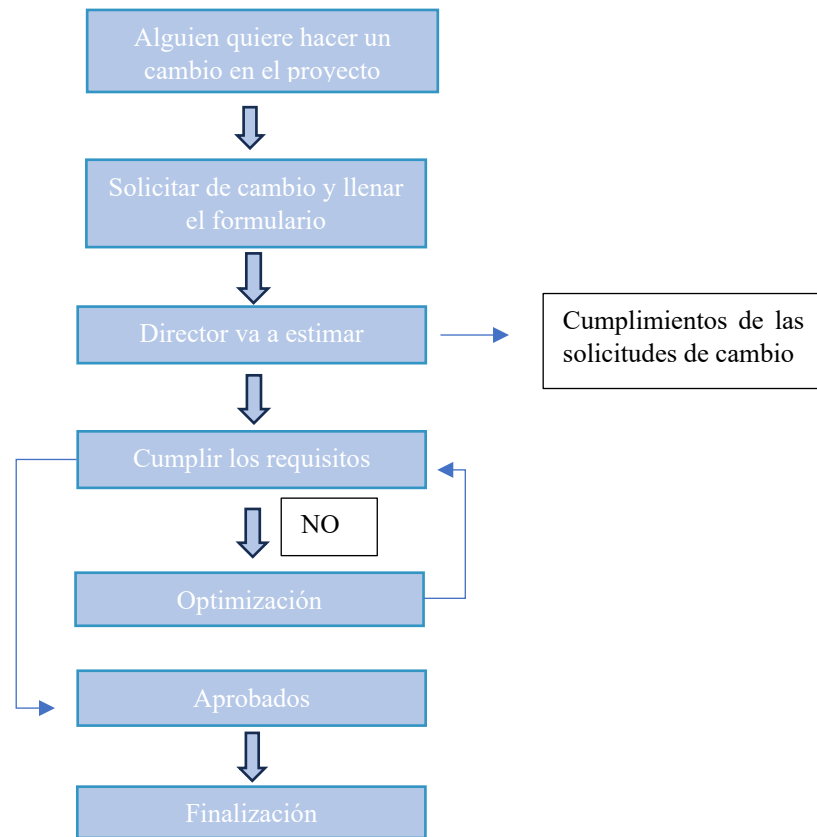 Alguien quiere hacer un
cambio en el proyecto
Solicitar de cambio y llenar
el formulario
Director va a estimar
Cumplimientos de las
solicitudes de cambio
Cumplir los requisitos
NO
Optimización
Aprobados
Finalización